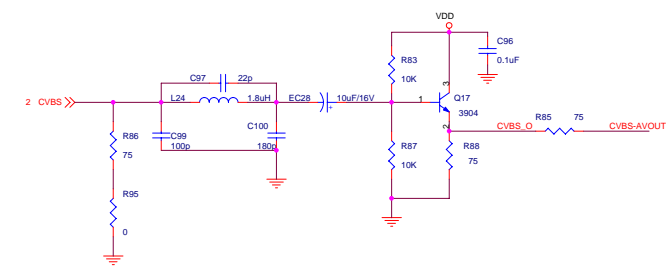 VDD
C96
0.1uF
R83
10K
C97
22p
3
2 CVBS
L24
1.8uH
EC28
10uF/16V
+
1
Q17
3904
2
CVBS_O
R85
75
CVBS-AVOUT
R86
75
C99
100p
C100
180p
R87
10K
R88
75
R95
0